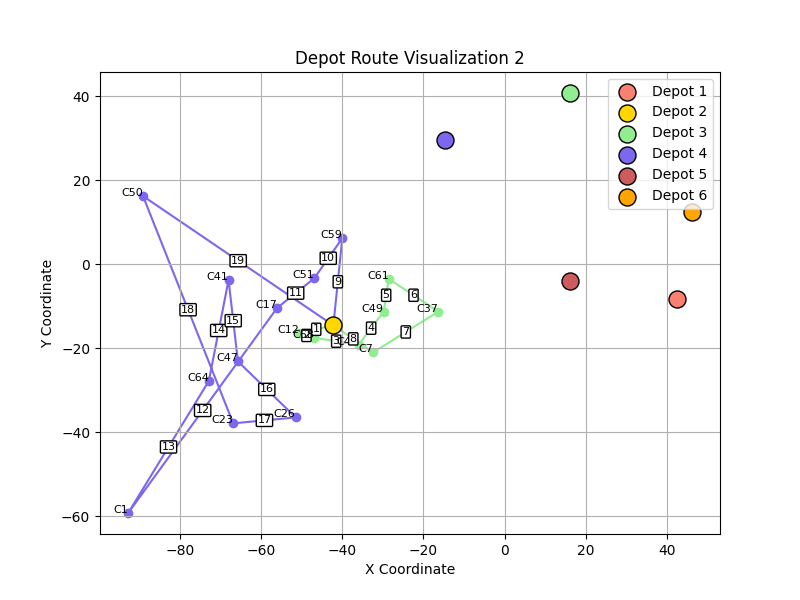 Depot Route Visualization 2
Depot 1
Depot 2
Depot 3
Depot 4
Depot 5
Depot 6
40
20
0
−20
−40
−60
Y Coordinate
−80
−60
−40
−20
0
20
40
X Coordinate
C50
C59
C41
C51
C61
C17
C49
C37
C12
C7
C47
C64
C23
C26
C1
19
10
9
11
5
6
18
14
15
1
4
7
8
3
16
12
17
13